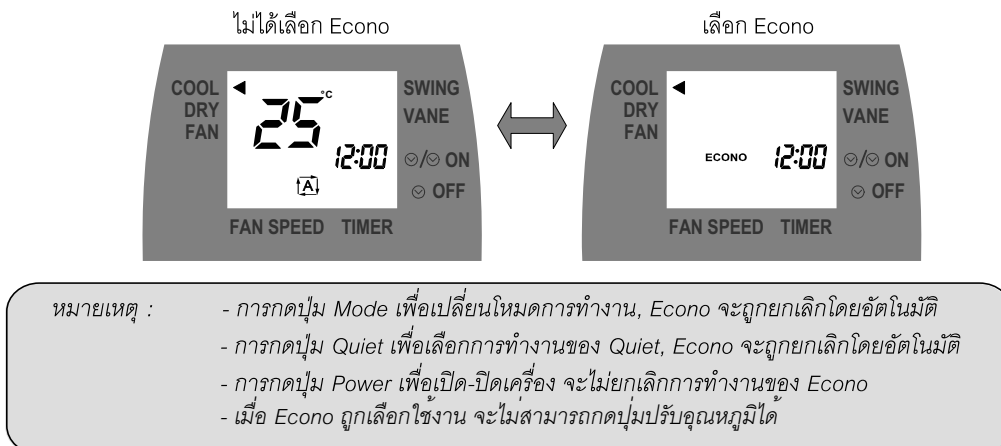 ไม่ได้เลือก Econo
COOL
DRY
FAN
25 °C
12:00
A
SWING
VANE
/ ON
OFF
FAN SPEED TIMER
เลือก Econo
COOL
DRY
FAN
ECONO 12:00
SWING
VANE
/ ON
OFF
FAN SPEED TIMER
หมายเหตุ : - การกดปุ่ม Mode เพื่อเปลี่ยนโหมดการทำงาน, Econo จะถูกยกเลิกโดยอัตโนมัติ
- การกดปุ่ม Quiet เพื่อเลือกการทำงานของ Quiet, Econo จะถูกยกเลิกโดยอัตโนมัติ
- การกดปุ่ม Power เพื่อเปิด-ปิดเครื่อง จะไม่ยกเลิกการทำงานของ Econo
- เมื่อ Econo ถูกเลือกใช้งาน จะไม่สามารถกดปุ่มปรับอุณหภูมิได้